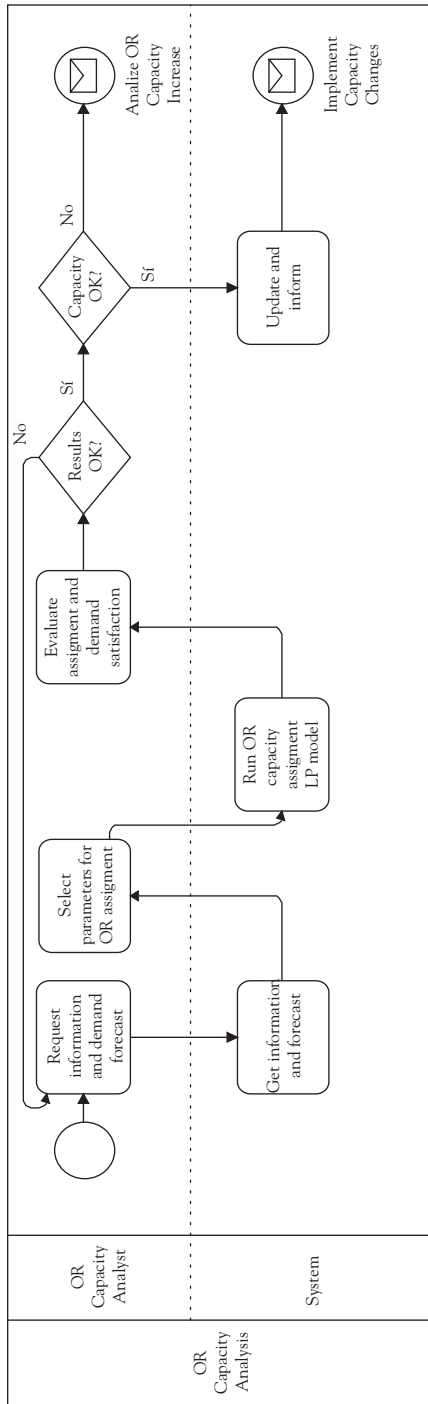 OR
Capacity
Analysis
OR
Capacity
Analyst
System
Request
information
and demand
forecast
Get information
and forecast
Select
parameters for
OR assigment
Run OR
capacity
assigment
LP model
Evaluate
assigment and
demand
satisfaction
Results
OK?
No
Sí
Capacity
OK?
No
Sí
Update and
inform
Analize OR
Capacity
Increase
Implement
Capacity
Changes